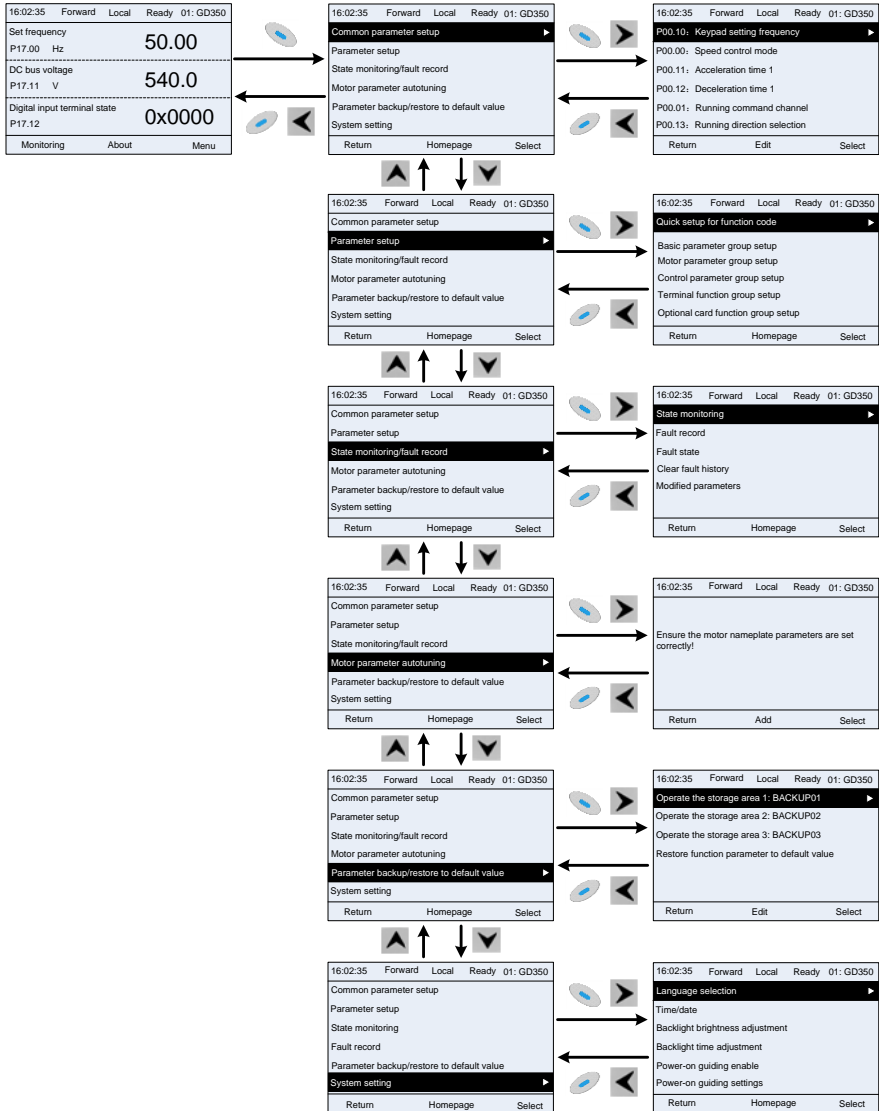 16:02:35 Forward Local Ready 01: GD350
Set frequency
P17.00 Hz 50.00
DC bus voltage
P17.11 V 540.0
Digital input terminal state
P17.12 0x0000
Monitoring About Menu
16:02:35 Forward Local Ready 01: GD350
Common parameter setup
Parameter setup
State monitoring/fault record
Motor parameter autotuning
Parameter backup/restore to default value
System setting
Return Homepage Select
16:02:35 Forward Local Ready 01: GD350
P00.10: Keypad setting frequency
P00.00: Speed control mode
P00.11: Acceleration time 1
P00.12: Deceleration time 1
P00.01: Running command channel
P00.13: Running direction selection
Return Edit Select
16:02:35 Forward Local Ready 01: GD350
Common parameter setup
Parameter setup
State monitoring/fault record
Motor parameter autotuning
Parameter backup/restore to default value
System setting
Return Homepage Select
16:02:35 Forward Local Ready 01: GD350
Quick setup for function code
Basic parameter group setup
Motor parameter group setup
Control parameter group setup
Terminal function group setup
Optional card function group setup
Return Homepage Select
16:02:35 Forward Local Ready 01: GD350
Common parameter setup
Parameter setup
State monitoring/fault record
Motor parameter autotuning
Parameter backup/restore to default value
System setting
Return Homepage Select
16:02:35 Forward Local Ready 01: GD350
State monitoring
Fault record
Fault state
Clear fault history
Modified parameters
Return Homepage Select
16:02:35 Forward Local Ready 01: GD350
Common parameter setup
Parameter setup
State monitoring/fault record
Motor parameter autotuning
Parameter backup/restore to default value
System setting
Return Homepage Select
16:02:35 Forward Local Ready 01: GD350
Ensure the motor nameplate parameters are set
correctly!
Return Add Select
16:02:35 Forward Local Ready 01: GD350
Common parameter setup
Parameter setup
State monitoring/fault record
Motor parameter autotuning
Parameter backup/restore to default value
System setting
Return Homepage Select
16:02:35 Forward Local Ready 01: GD350
Operate the storage area 1: BACKUP01
Operate the storage area 2: BACKUP02
Operate the storage area 3: BACKUP03
Restore function parameter to default value
Return Edit Select
16:02:35 Forward Local Ready 01: GD350
Common parameter setup
Parameter setup
State monitoring
Fault record
Parameter backup/restore to default value
System setting
Return Homepage Select
16:02:35 Forward Local Ready 01: GD350
Language selection
Time/date
Backlight brightness adjustment
Backlight time adjustment
Power-on guiding enable
Power-on guiding settings
Return Homepage Select